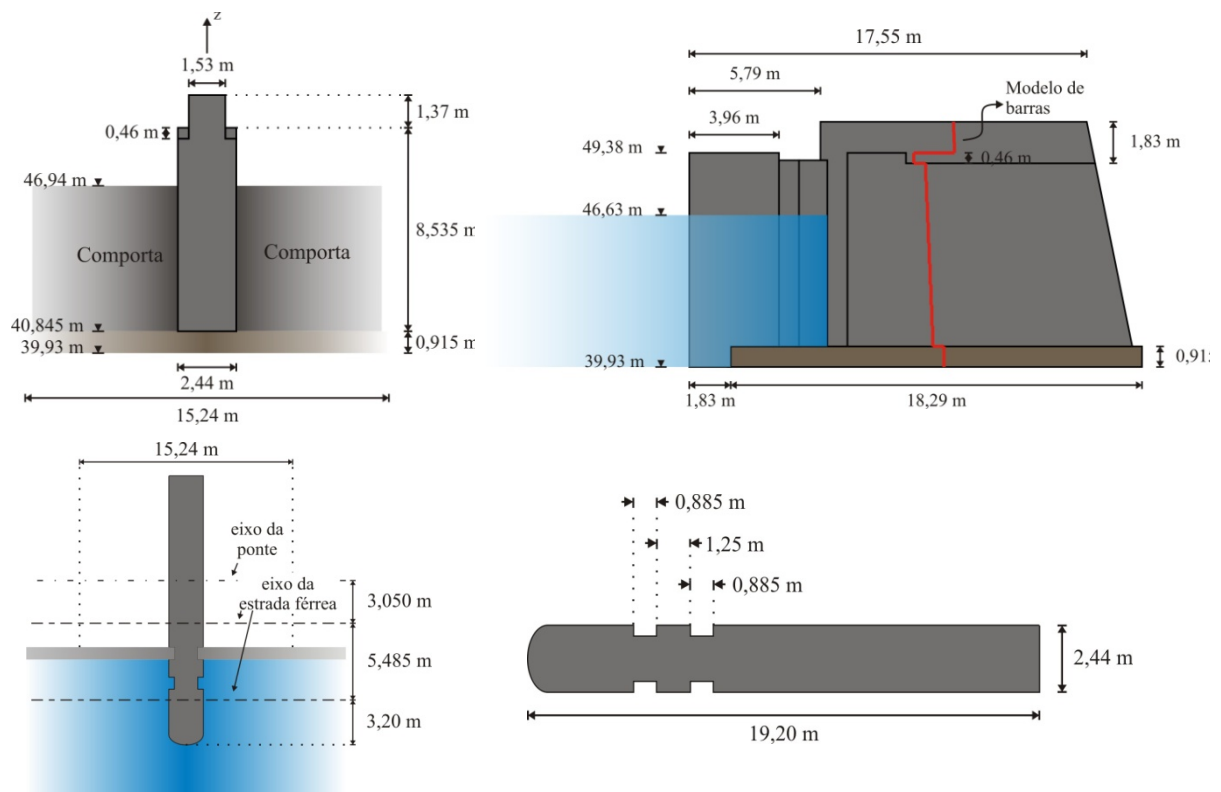 z
1,53 m
0,46 m
1,37 m
46,94 m
Comporta
Comporta
8,535 m
40,845 m
39,93 m
0,915 m
2,44 m
15,24 m
17,55 m
5,79 m
3,96 m
Modelo de
barras
49,38 m
0,46 m
1,83 m
46,63 m
39,93 m
0,915
1,83 m
18,29 m
15,24 m
eixo da
ponte
eixo da
estrada férrea
3,050 m
5,485 m
3,20 m
0,885 m
1,25 m
0,885 m
2,44 m
19,20 m